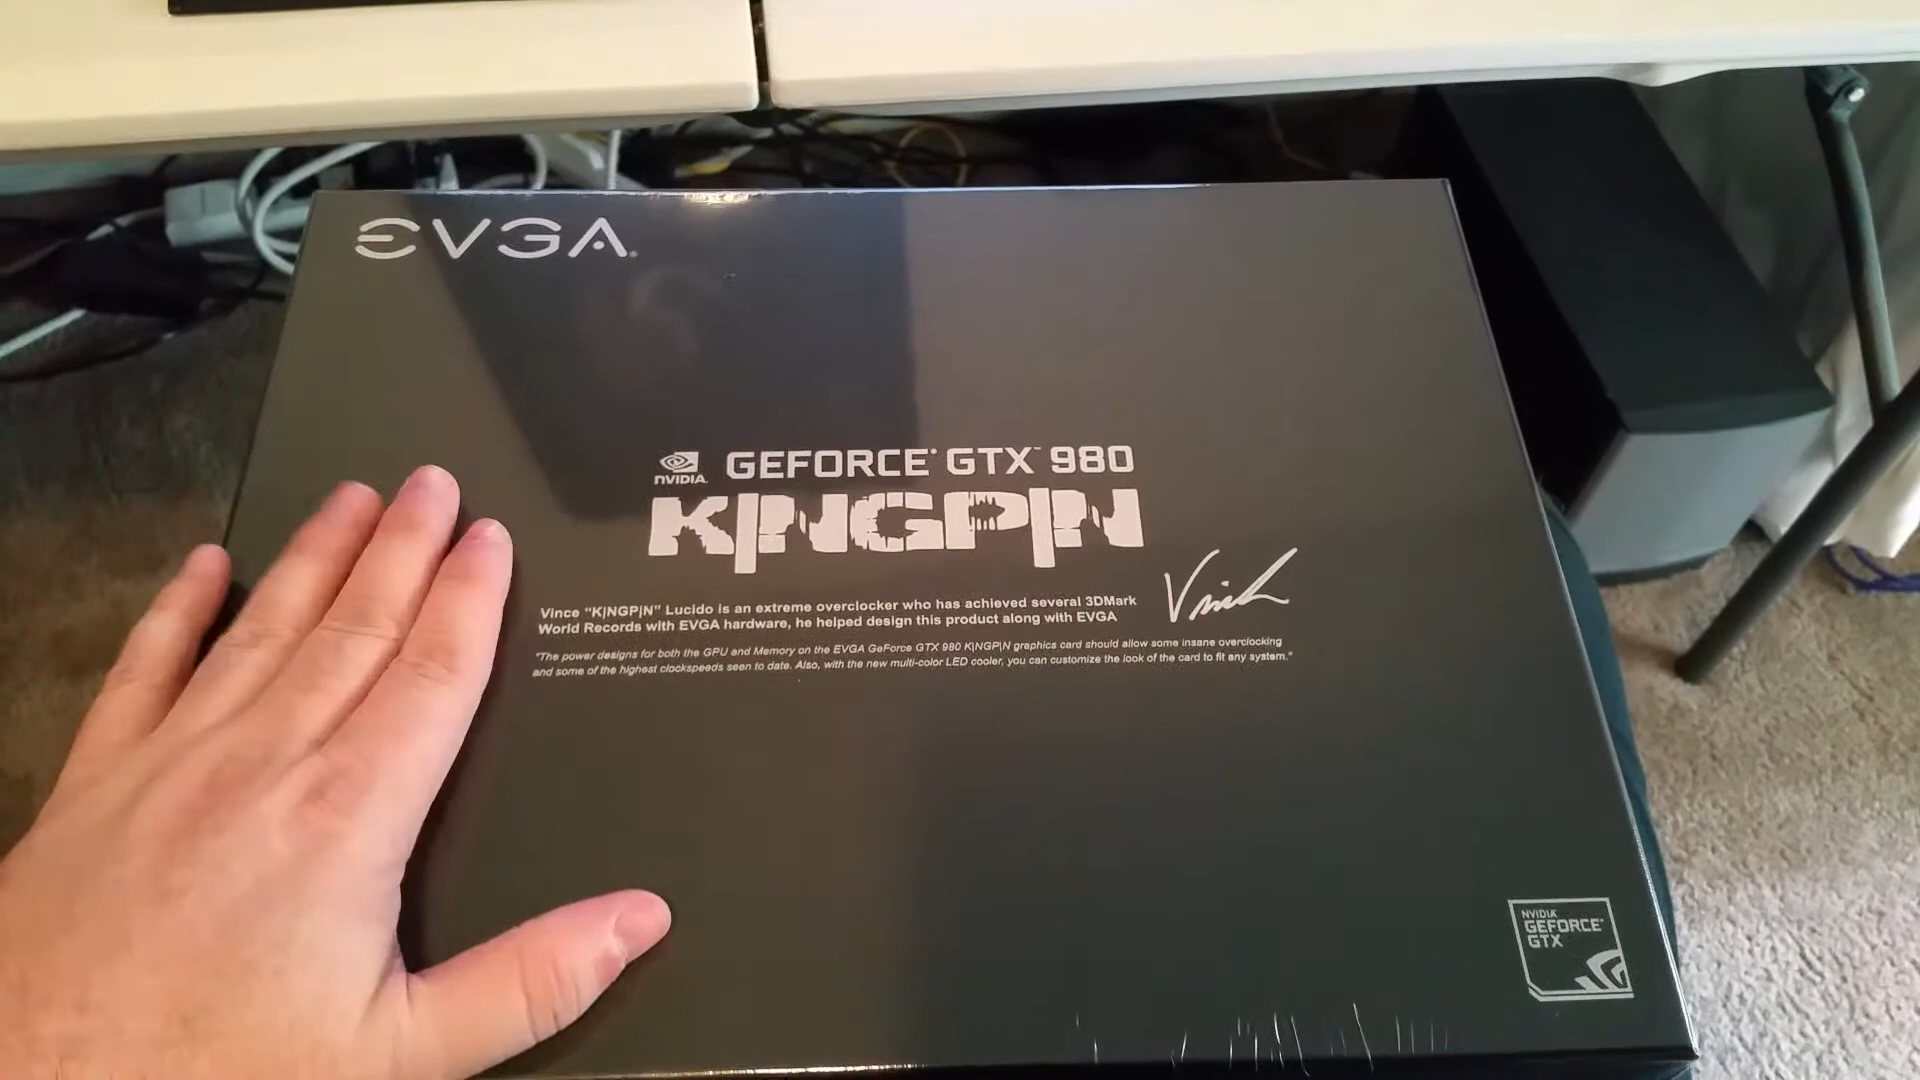 EVGA
NVIDIA GEFORCE GTX™ 980
K|NGP|N
Vince "K|NGP|N" Lucido is an extreme overclocker who has achieved several 3DMark
World Records with EVGA hardware, he helped design this product along with EVGA
Vince
"The power designs for both the GPU and Memory on the EVGA GeForce GTX 980 K|NGP|N graphics card should allow some insane overclocking
and some of the highest clockspeeds seen to date. Also, with the new multi-color LED cooler, you can customize the look of the card to fit any system."
NVIDIA
GEFORCE
GTX